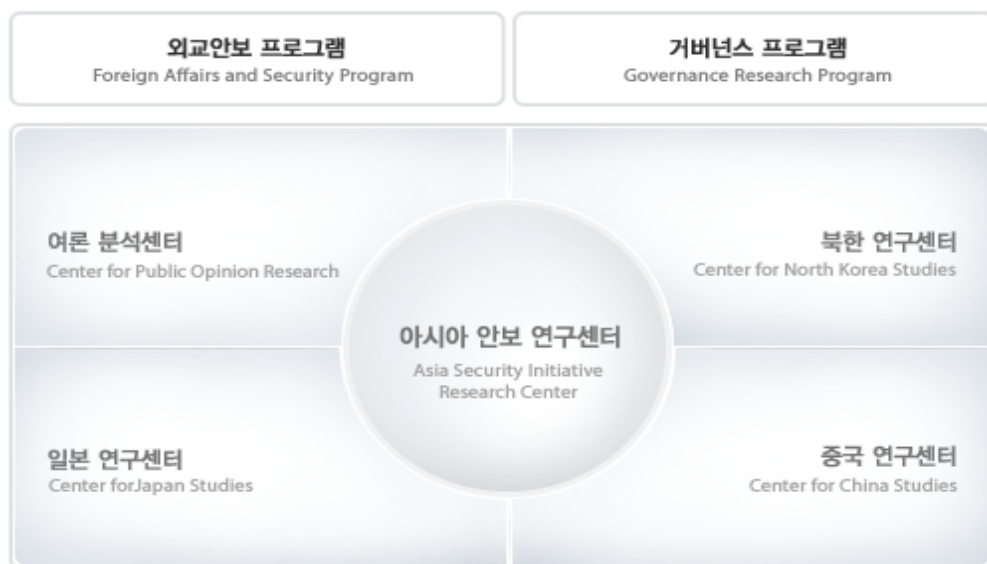 외교안보 프로그램
Foreign Affairs and Security Program
거버넌스 프로그램
Governance Research Program
여론 분석센터
Center for Public Opinion Research
북한 연구센터
Center for North Korea Studies
아시아 안보 연구센터
Asia Security Initiative
Research Center
일본 연구센터
Center forJapan Studies
중국 연구센터
Center for China Studies